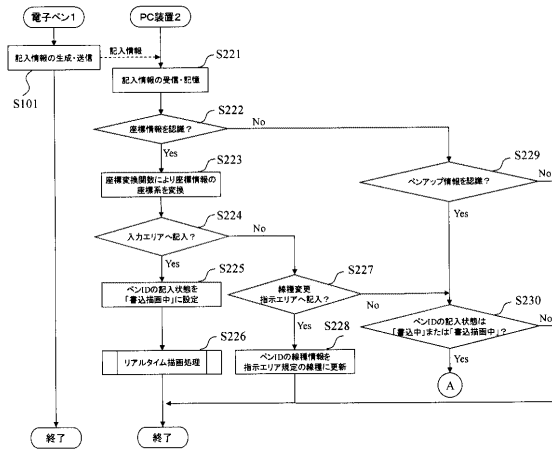 電子ペン1
PC装置2
記入情報の生成・送信
記入情報
S101
S221
記入情報の受信・記憶
S222
座標情報を認識?
No
Yes
S223
座標変換関数により座標情報の
座標系を変換
S229
ペンアップ情報を認識?
No
Yes
S224
入力エリアへ記入?
No
Yes
S225
ペンIDの記入状態を
「書込描画中」に設定
S227
線種変更
指示エリアへ記入?
No
Yes
S230
ペンIDの記入状態は
「書込中」または「書込描画中」?
No
Yes
S226
リアルタイム描画処理
S228
ペンIDの線種情報を
指示エリア規定の線種に更新
A
終了
終了